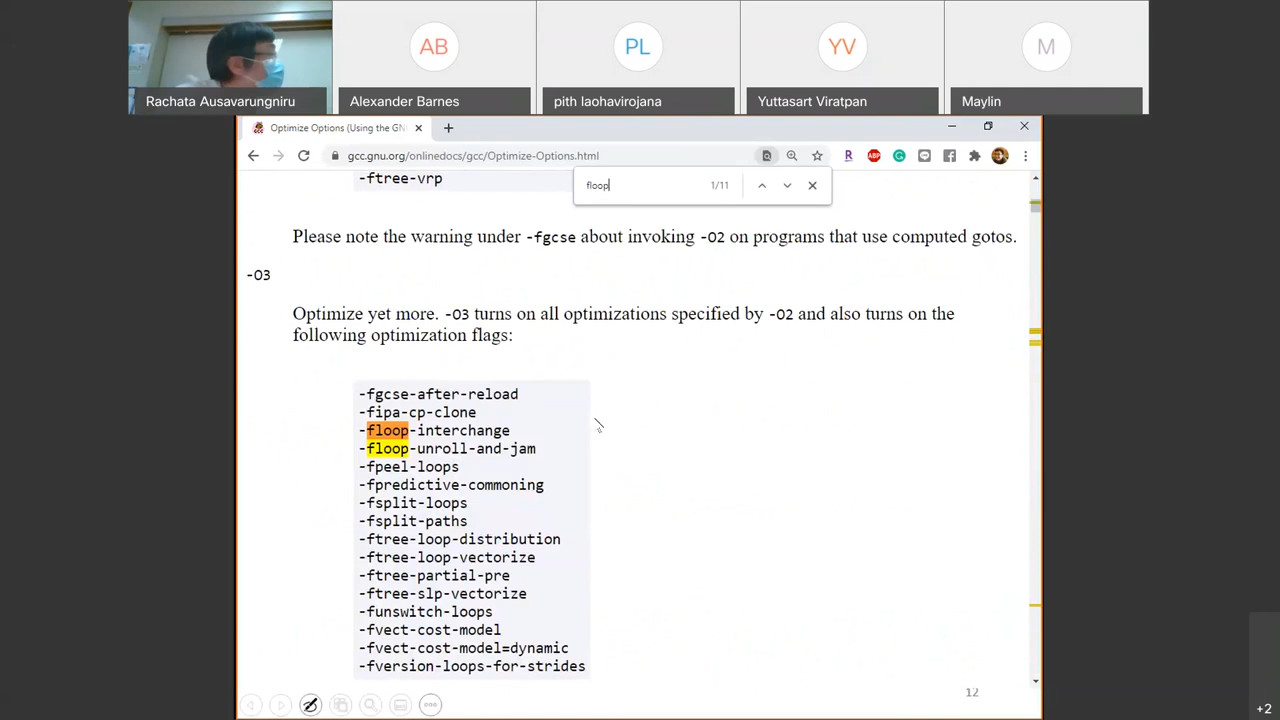 AB
PL
YV
M
Rachata Ausavarungniru
Alexander Barnes
pith laohavirojana
Yuttasart Viratpan
Maylin
Optimize Options (Using the GN
gcc.gnu.org/onlinedocs/gcc/Optimize-Options.html
R
ABP
floop
1/11
-ftree-vrp
Please note the warning under -fgcse about invoking -O2 on programs that use computed gotos.
-O3
Optimize yet more. -O3 turns on all optimizations specified by -O2 and also turns on the
following optimization flags:
-fgcse-after-reload
-fipa-cp-clone
-floop-interchange
-floop-unroll-and-jam
-fpeel-loops
-fpredictive-commoning
-fsplit-loops
-fsplit-paths
-ftree-loop-distribution
-ftree-loop-vectorize
-ftree-partial-pre
-ftree-slp-vectorize
-funswitch-loops
-fvect-cost-model
-fvect-cost-model=dynamic
-fversion-loops-for-strides
12
+2